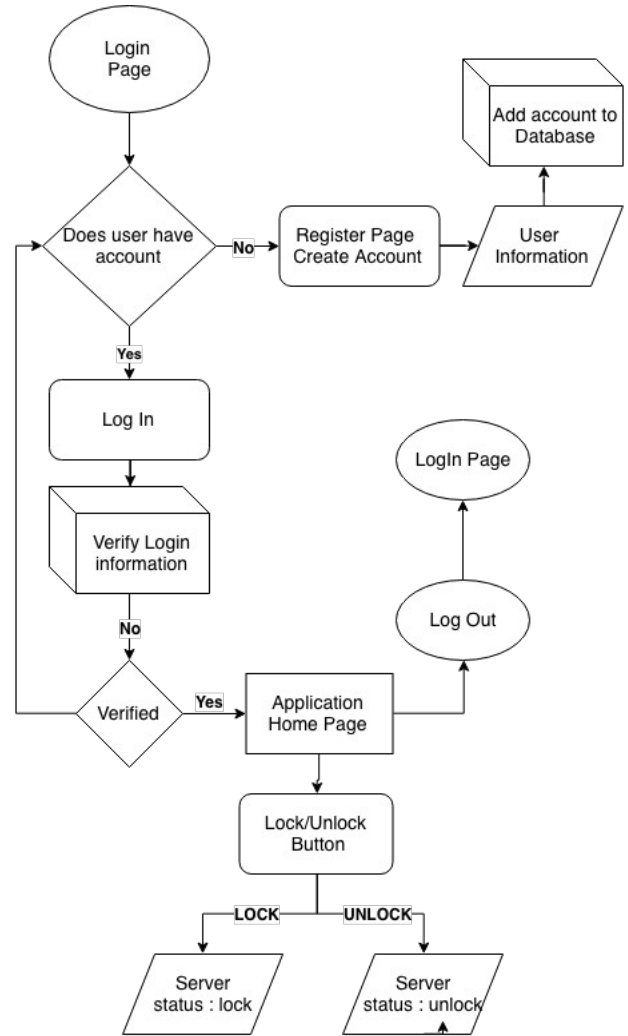 Login
Page
Add account to
Database
Does user have
account
No
Register Page
Create Account
User
Information
Yes
Log In
LogIn Page
Verify Login
information
Log Out
No
Verified
Yes
Application
Home Page
Lock/Unlock
Button
LOCK
UNLOCK
Server
status : lock
Server
status : unlock